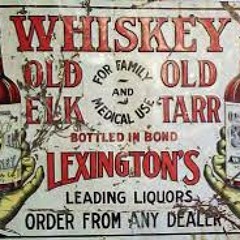 WHISKEY
OLD ELK
FOR FAMILY
AND
MEDICAL USE
OLD TARR
BOTTLED IN BOND
LEXINGTON'S
LEADING LIQUORS
ORDER FROM ANY DEALER